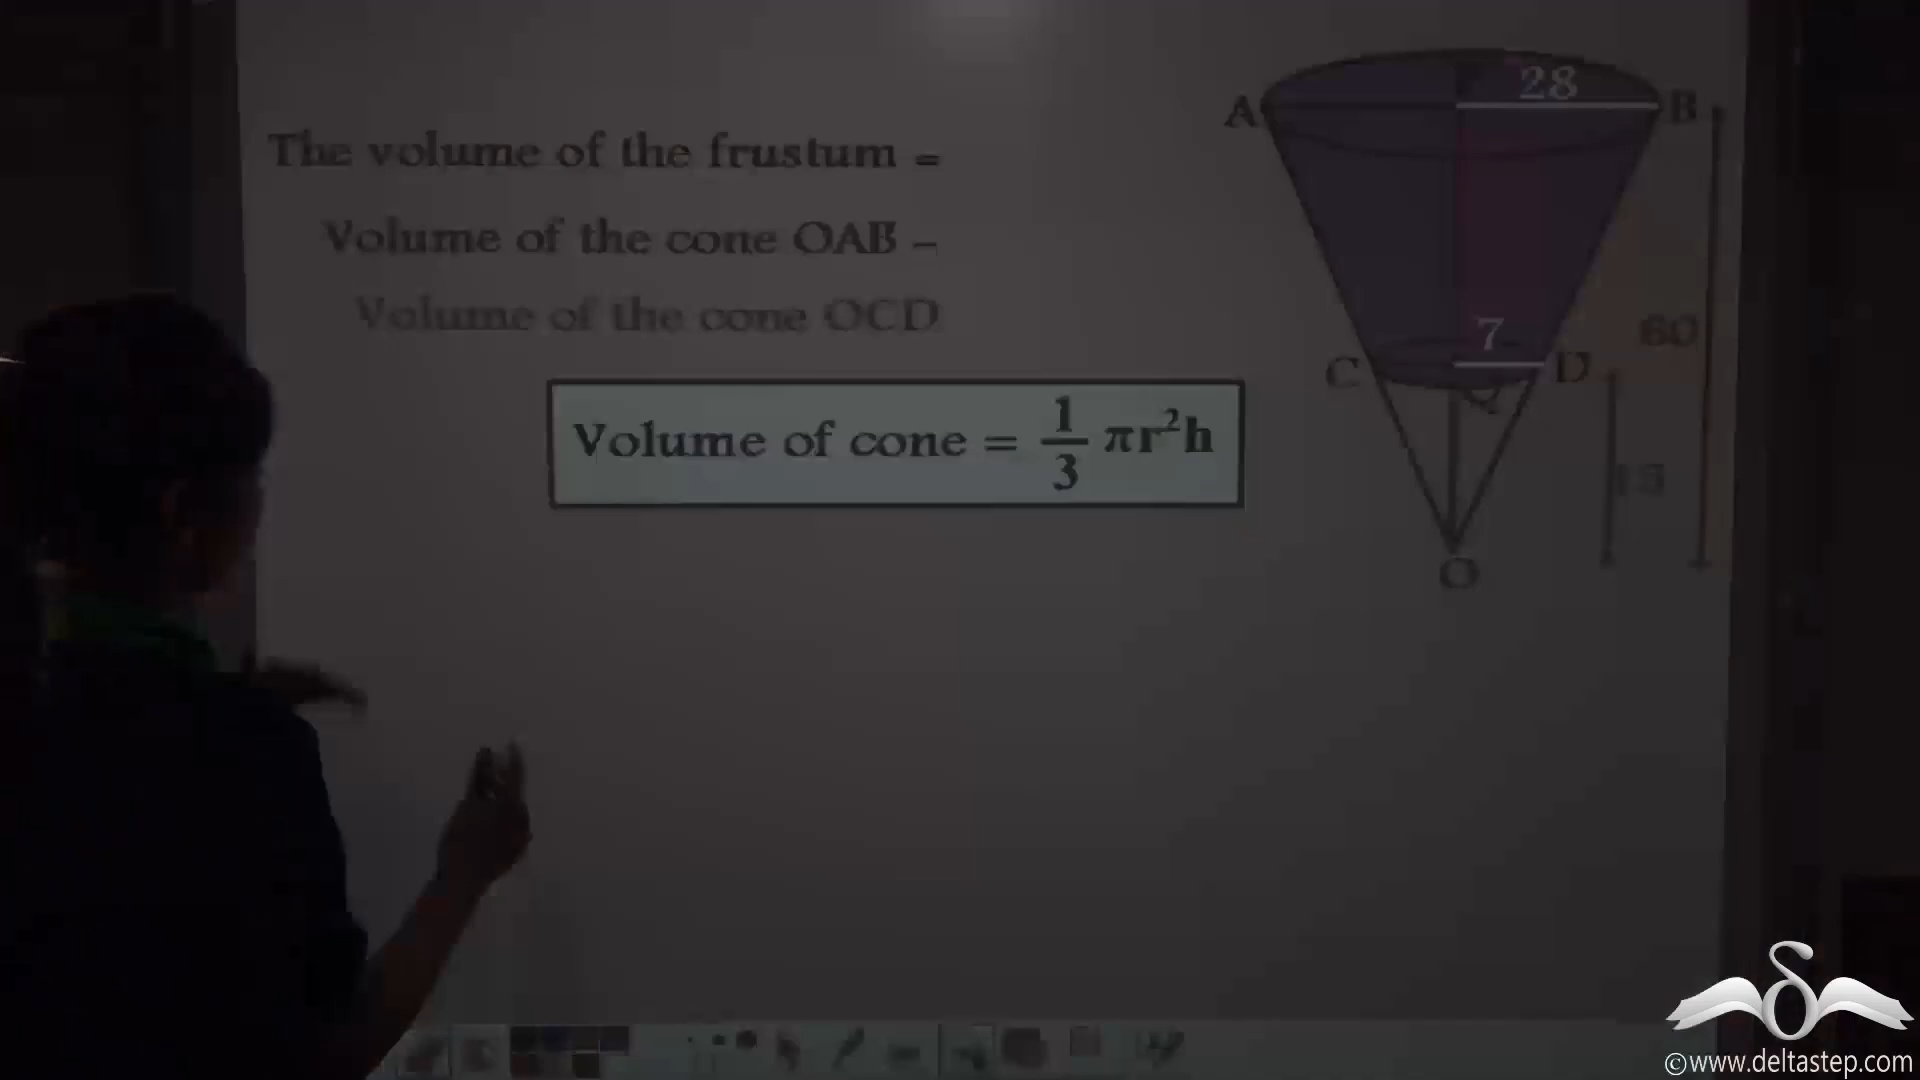 The volume of the frustum =
Volume of the cone OAB –
Volume of the cone OCD
Volume of cone = 1/3 πr²h
28
A
B
60
7
C
D
Q
15
O
©www.deltastep.com